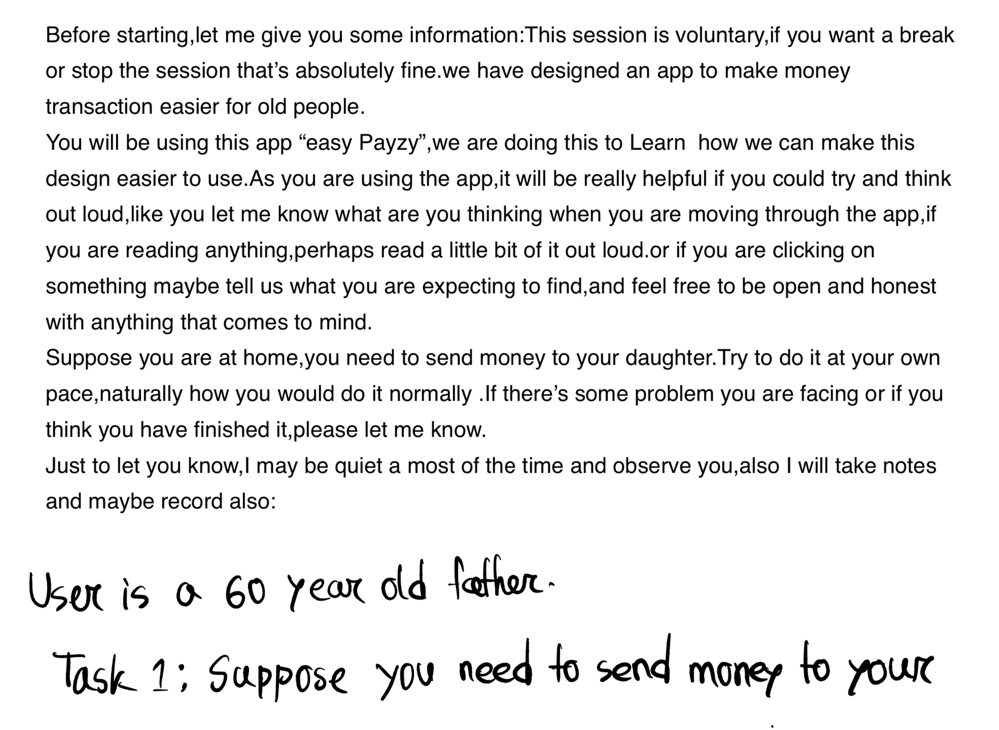 Before starting,let me give you some information:This session is voluntary,if you want a break
or stop the session that’s absolutely fine.we have designed an app to make money
transaction easier for old people.
You will be using this app “easy Payzy”,we are doing this to Learn  how we can make this
design easier to use.As you are using the app,it will be really helpful if you could try and think
out loud,like you let me know what are you thinking when you are moving through the app,if
you are reading anything,perhaps read a little bit of it out loud.or if you are clicking on
something maybe tell us what you are expecting to find,and feel free to be open and honest
with anything that comes to mind.
Suppose you are at home,you need to send money to your daughter.Try to do it at your own
pace,naturally how you would do it normally .If there’s some problem you are facing or if you
think you have finished it,please let me know.
Just to let you know,I may be quiet a most of the time and observe you,also I will take notes
and maybe record also:
User is a 60 year old father.
Task 1: Suppose you need to send money to your